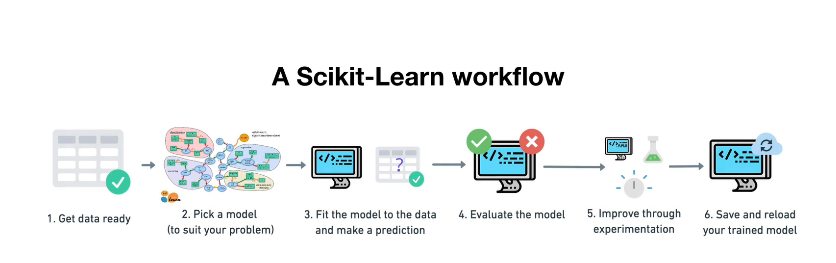 A Scikit-Learn workflow
?
1. Get data ready
2. Pick a model
(to suit your problem)
3. Fit the model to the data
and make a prediction
4. Evaluate the model
5. Improve through
experimentation
6. Save and reload
your trained model